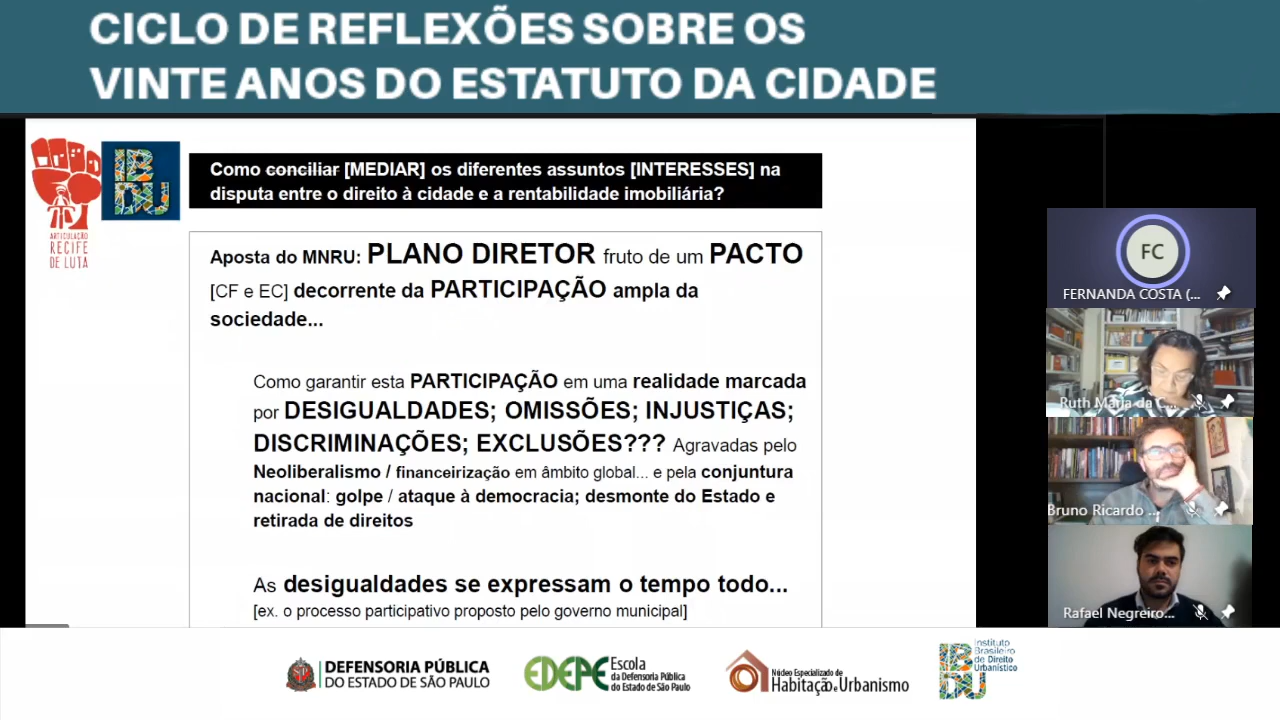 CICLO DE REFLEXÕES SOBRE OS
VINTE ANOS DO ESTATUTO DA CIDADE
ARTICULAÇÃO
RECIFE
DE LUTA
IB
DU
Como conciliar [MEDIAR] os diferentes assuntos [INTERESSES] na
disputa entre o direito à cidade e a rentabilidade imobiliária?
Aposta do MNRU: PLANO DIRETOR fruto de um PACTO
[CF e EC] decorrente da PARTICIPAÇÃO ampla da
sociedade...
Como garantir esta PARTICIPAÇÃO em uma realidade marcada
por DESIGUALDADES; OMISSÕES; INJUSTIÇAS;
DISCRIMINAÇÕES; EXCLUSÕES??? Agravadas pelo
Neoliberalismo / financeirização em âmbito global... e pela conjuntura
nacional: golpe / ataque à democracia; desmonte do Estado e
retirada de direitos
As desigualdades se expressam o tempo todo...
[ex. o processo participativo proposto pelo governo municipal]
FC
FERNANDA COSTA (...
Ruth Maria da C...
Bruno Ricardo ...
Rafael Negreiro...
DEFENSORIA PÚBLICA
DO ESTADO DE SÃO PAULO
EDEPE
Escola
da Defensoria Pública
do Estado de São Paulo
Núcleo Especializado de
Habitação e Urbanismo
IB
DU
Instituto
Brasileiro
de Direito
Urbanístico